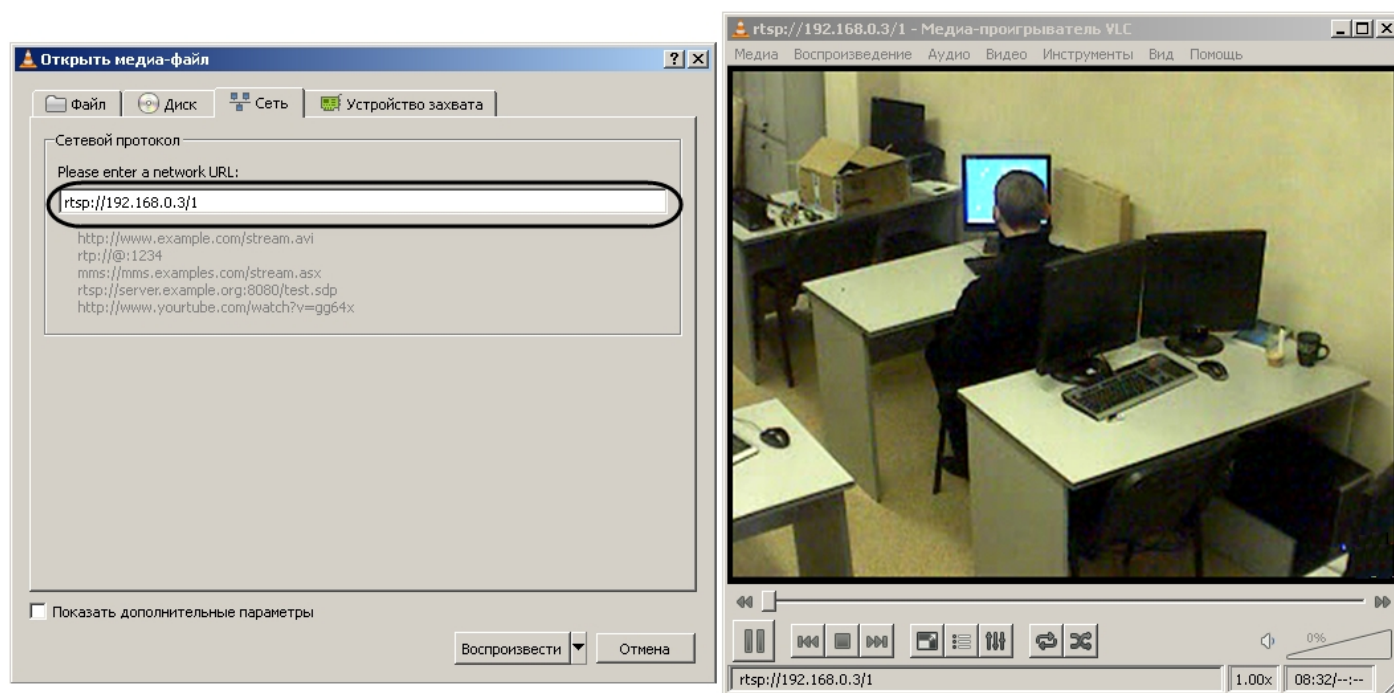 Открыть медиа-файл
Файл
Диск
Сеть
Устройство захвата
Сетевой протокол
Please enter a network URL:
rtsp://192.168.0.3/1
http://www.example.com/stream.avi
rtp://@:1234
mms://mms.examples.com/stream.asx
rtsp://server.example.org:8080/test.sdp
http://www.yourtube.com/watch?v=gg64x
Показать дополнительные параметры
Воспроизвести
Отмена
rtsp://192.168.0.3/1 - Медиа-проигрыватель VLC
Медиа Воспроизведение Аудио Видео Инструменты Вид Помощь
0%
rtsp://192.168.0.3/1
1.00x
08:32/--:--